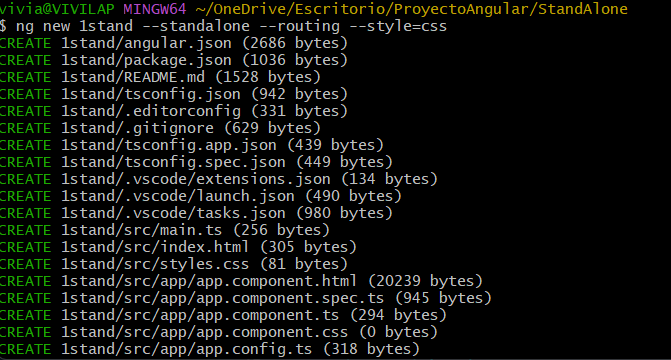 vivia@VIVILAP MINGW64 ~/OneDrive/Escritorio/ProyectoAngular/StandAlone
$ ng new 1stand --standalone --routing --style=css
CREATE 1stand/angular.json (2686 bytes)
CREATE 1stand/package.json (1036 bytes)
CREATE 1stand/README.md (1528 bytes)
CREATE 1stand/tsconfig.json (942 bytes)
CREATE 1stand/.editorconfig (331 bytes)
CREATE 1stand/.gitignore (629 bytes)
CREATE 1stand/tsconfig.app.json (439 bytes)
CREATE 1stand/tsconfig.spec.json (449 bytes)
CREATE 1stand/.vscode/extensions.json (134 bytes)
CREATE 1stand/.vscode/launch.json (490 bytes)
CREATE 1stand/.vscode/tasks.json (980 bytes)
CREATE 1stand/src/main.ts (256 bytes)
CREATE 1stand/src/index.html (305 bytes)
CREATE 1stand/src/styles.css (81 bytes)
CREATE 1stand/src/app/app.component.html (20239 bytes)
CREATE 1stand/src/app/app.component.spec.ts (945 bytes)
CREATE 1stand/src/app/app.component.ts (294 bytes)
CREATE 1stand/src/app/app.component.css (0 bytes)
CREATE 1stand/src/app/app.config.ts (318 bytes)